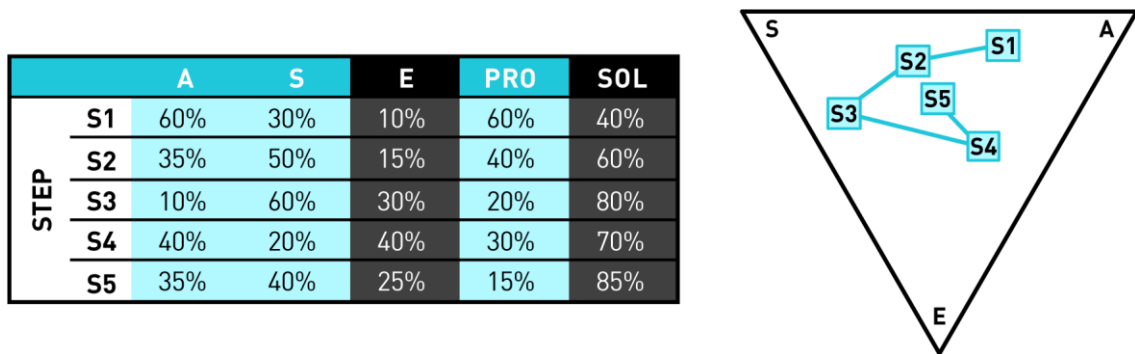 A S E PRO SOL
STEP
S1 60% 30% 10% 60% 40%
S2 35% 50% 15% 40% 60%
S3 10% 60% 30% 20% 80%
S4 40% 20% 40% 30% 70%
S5 35% 40% 25% 15% 85%
S A
S1
S2
S5
S3
S4
E